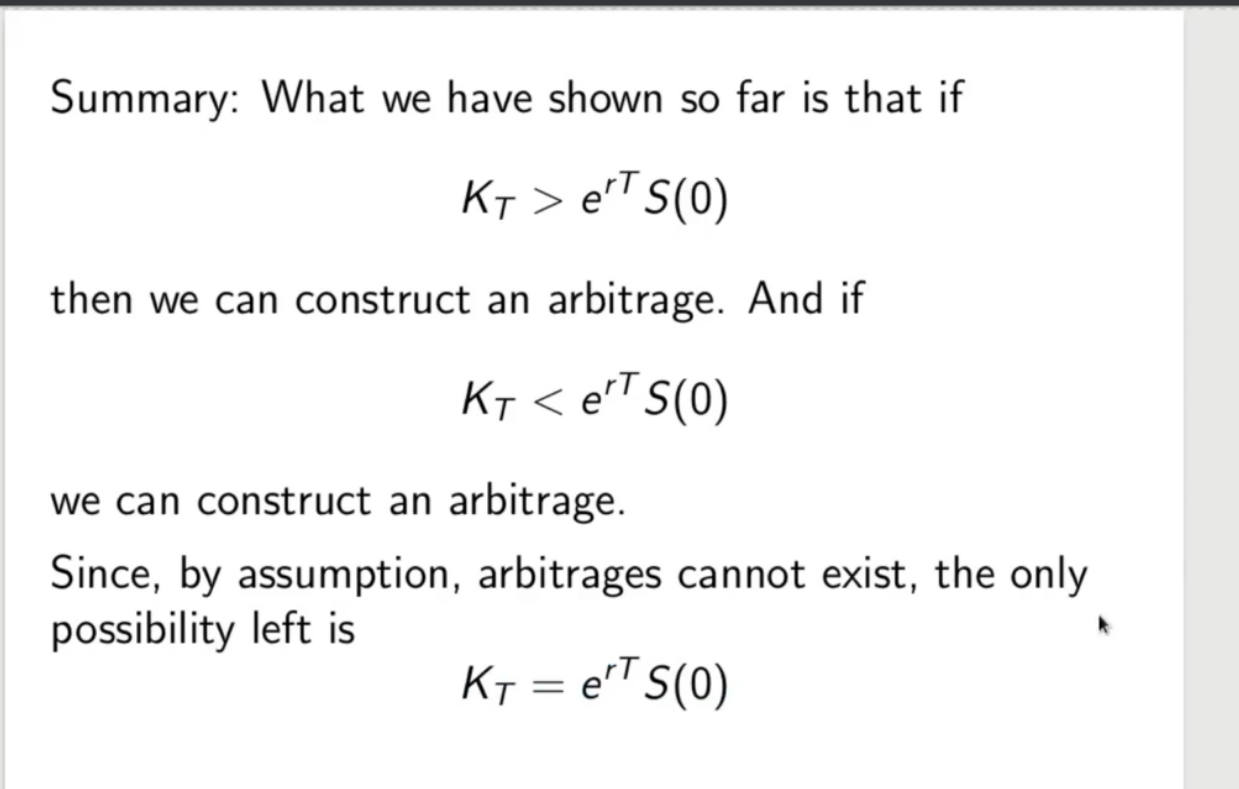 Summary: What we have shown so far is that if
K_T > e^{rT} S(0)
then we can construct an arbitrage. And if
K_T < e^{rT} S(0)
we can construct an arbitrage.
Since, by assumption, arbitrages cannot exist, the only
possibility left is
K_T = e^{rT} S(0)